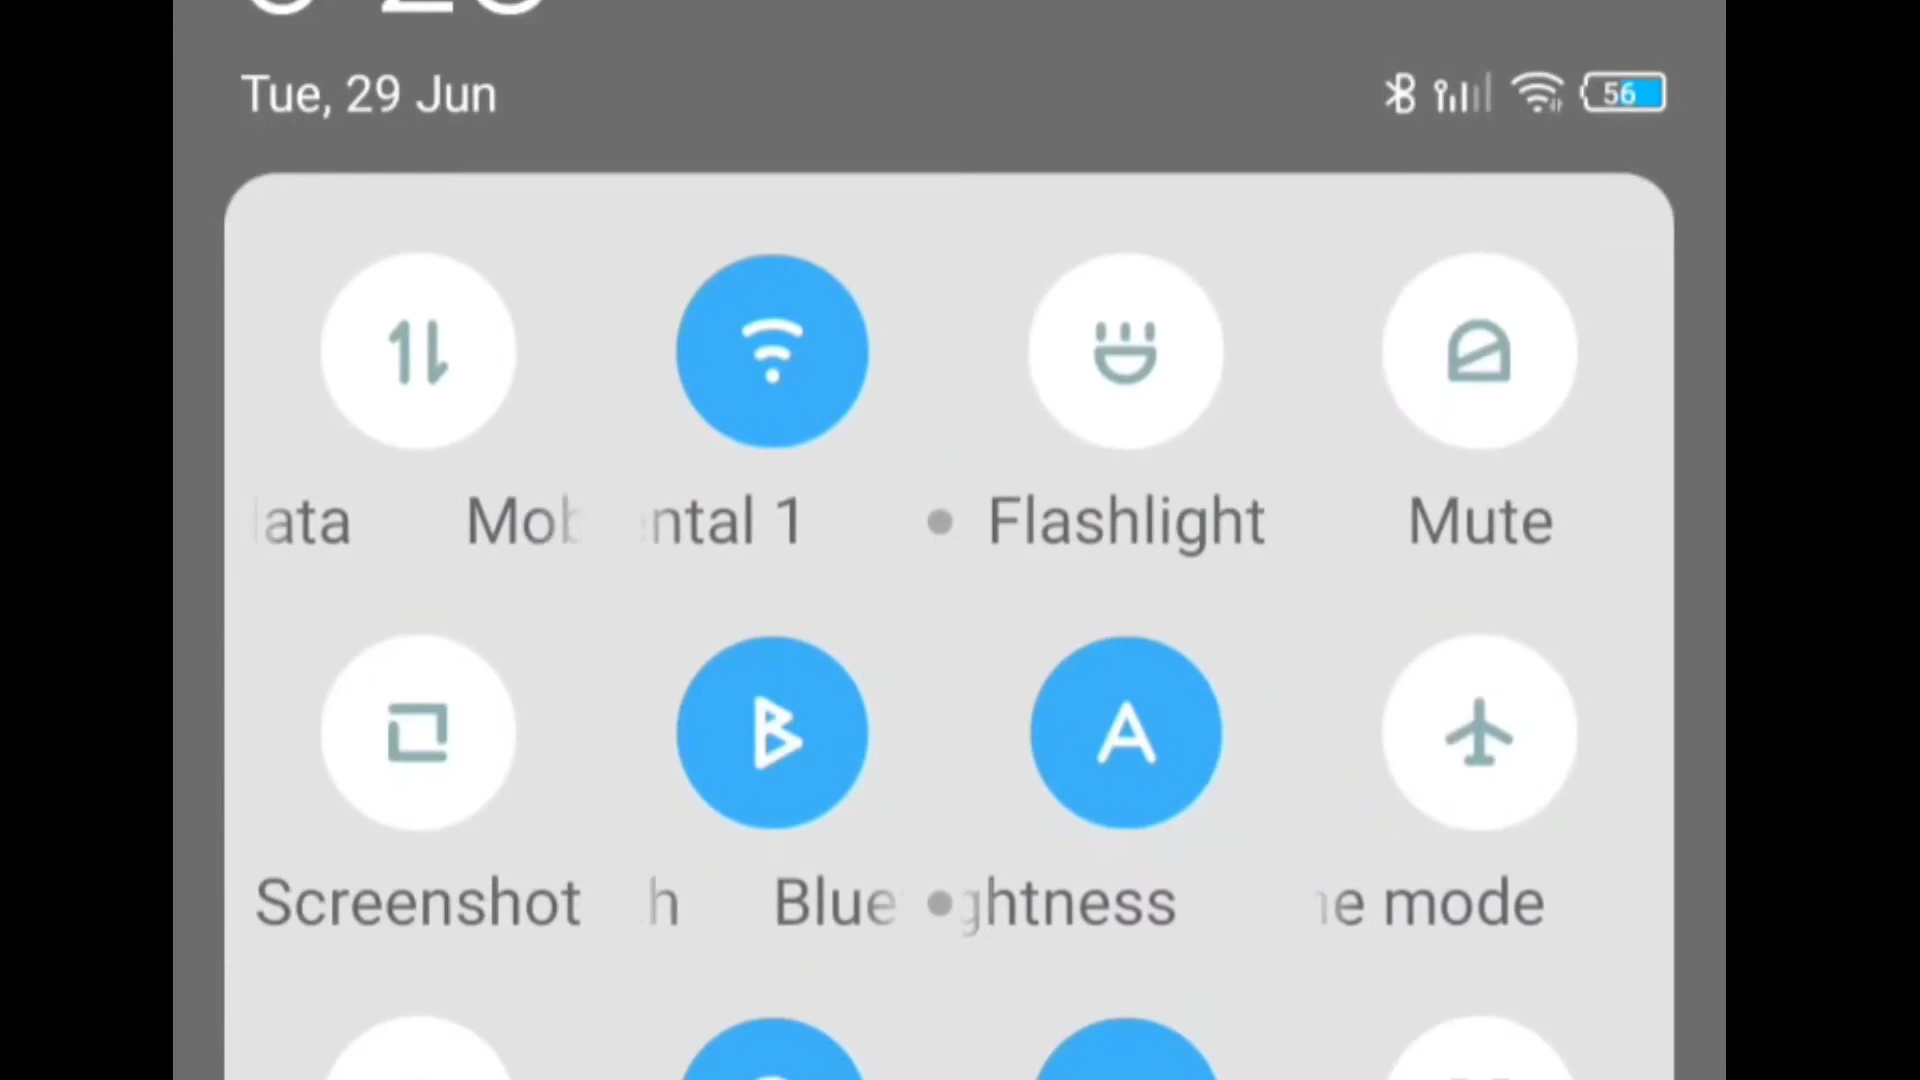 Tue, 29 Jun
56
ata Mob ntal 1 Flashlight Mute
Screenshot h Blue ghtness e mode